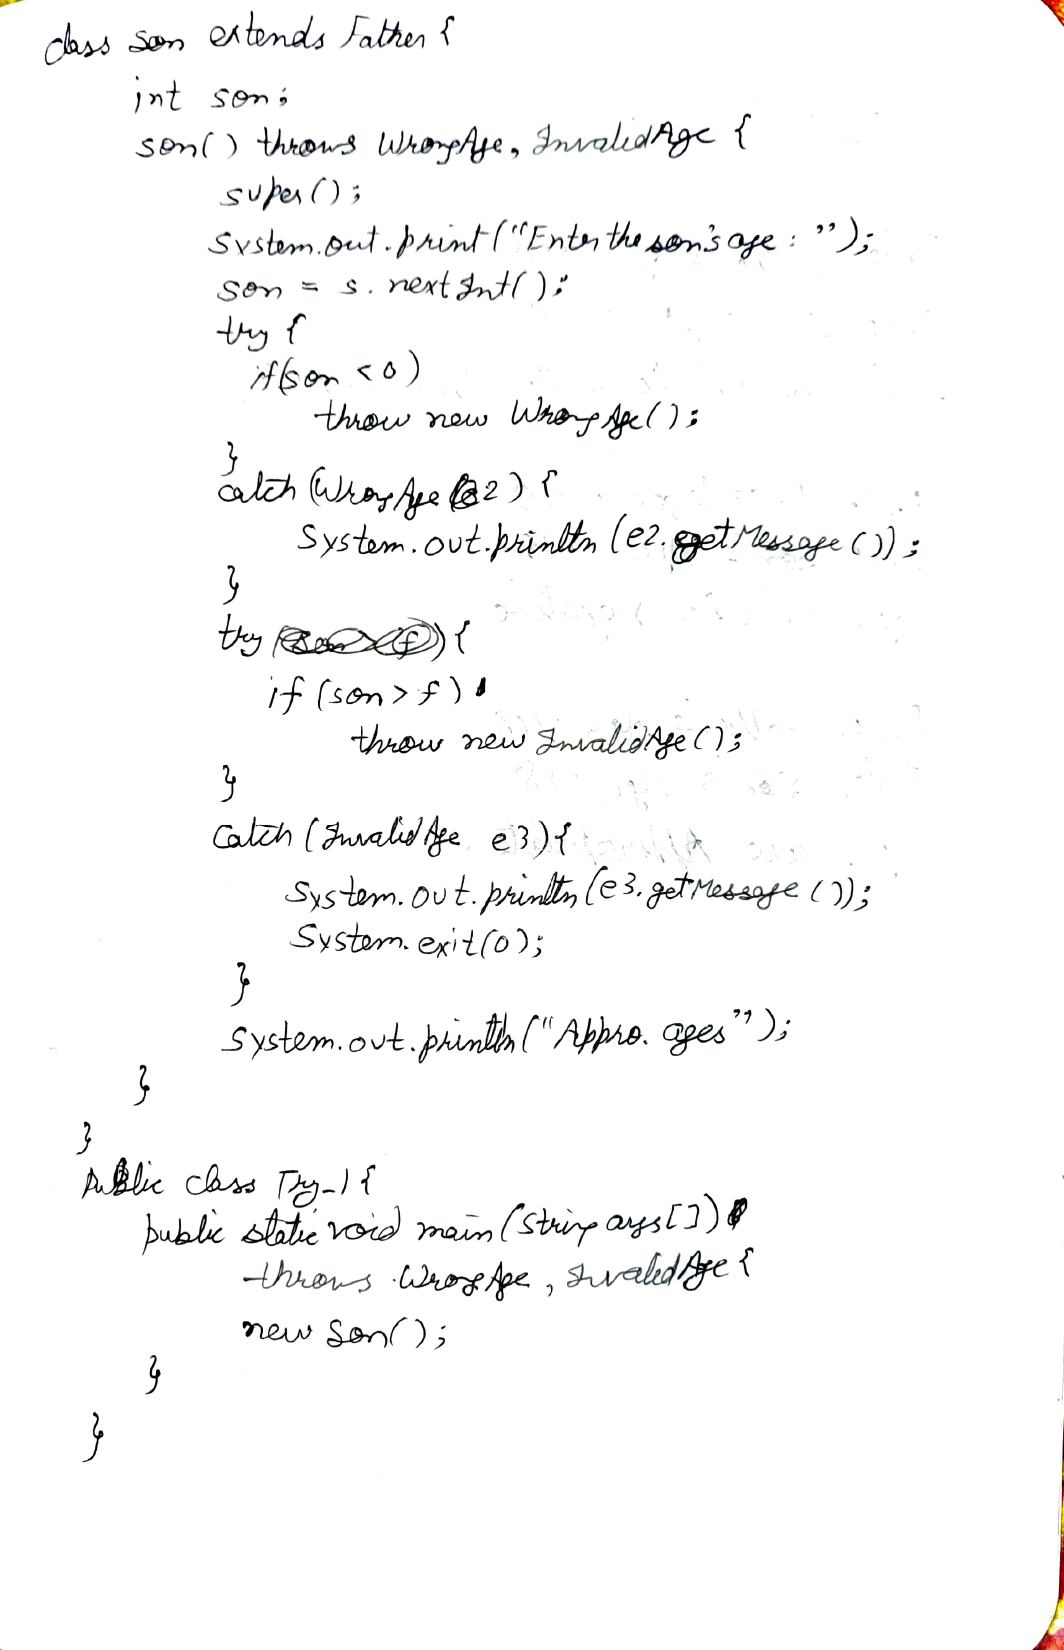 class son extends Father {
int son;
son() throws WrongAge, InvalidAge {
super();
System.out.print("Enter the son's age : ");
son = s. nextInt();
try {
if(son <0)
throw new WrongAge();
}
catch (WrongAge e2) {
System.out.println (e2.getMessage());
}
try {
if (son > f)
throw new InvalidAge();
}
catch (InvalidAge e3){
System.out.println (e3.getMessage ());
System.exit(0);
}
System.out.println ("Appro. ages");
}
}
Public class Try_1 {
public static void main (String args[])
throws WrongAge, InvalidAge {
new Son();
}
}